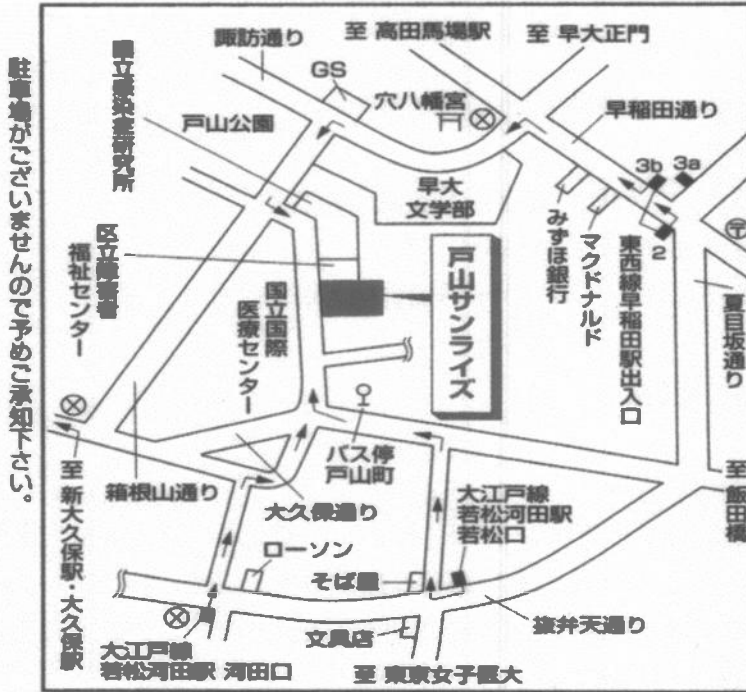 駐車場がございませんので予めご承知下さい。
諏訪通り
至 高田馬場駅
至 早大正門
GS
国立感染症研究所
戸山公園
穴八幡宮
早稲田通り
3b
3a
2
早大
文学部
みずほ銀行
マクドナルド
東西線早稲田駅出入口
夏目坂通り
区立障害者
福祉センター
国立国際
医療センター
戸山サンライズ
バス停
戸山町
至 新大久保駅・大久保駅
箱根山通り
大久保通り
大江戸線
若松河田駅
若松口
至 飯田橋
ローソン
そば屋
文具店
抜弁天通り
大江戸線
若松河田駅 河田口
至 東京女子医大